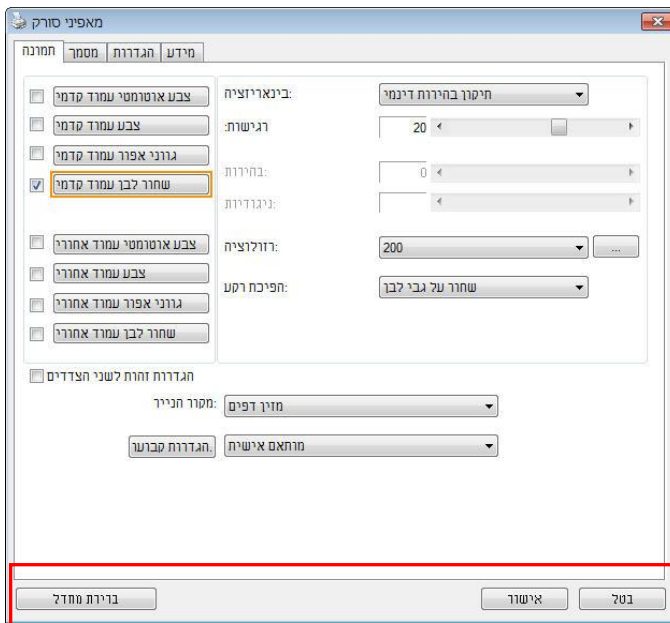 מאפיני סורק
תמונה מסמך הגדרות מידע
צבע אוטומטי עמוד קדמי
צבע עמוד קדמי
גווני אפור עמוד קדמי
שחור לבן עמוד קדמי
צבע אוטומטי עמוד אחורי
צבע עמוד אחורי
גווני אפור עמוד אחורי
שחור לבן עמוד אחורי
בינאריזציה: תיקון בהירות דינמי
רגישות: 20
בהירות: 0
ניגודיות:
רזולוציה: 200 ...
הפיכת רקע: שחור על גבי לבן
הגדרות זהות לשני הצדדים
מקור הנייר: מזין דפים
הגדרות קבוער. מותאם אישית
ברירת מחדל אישור בטל